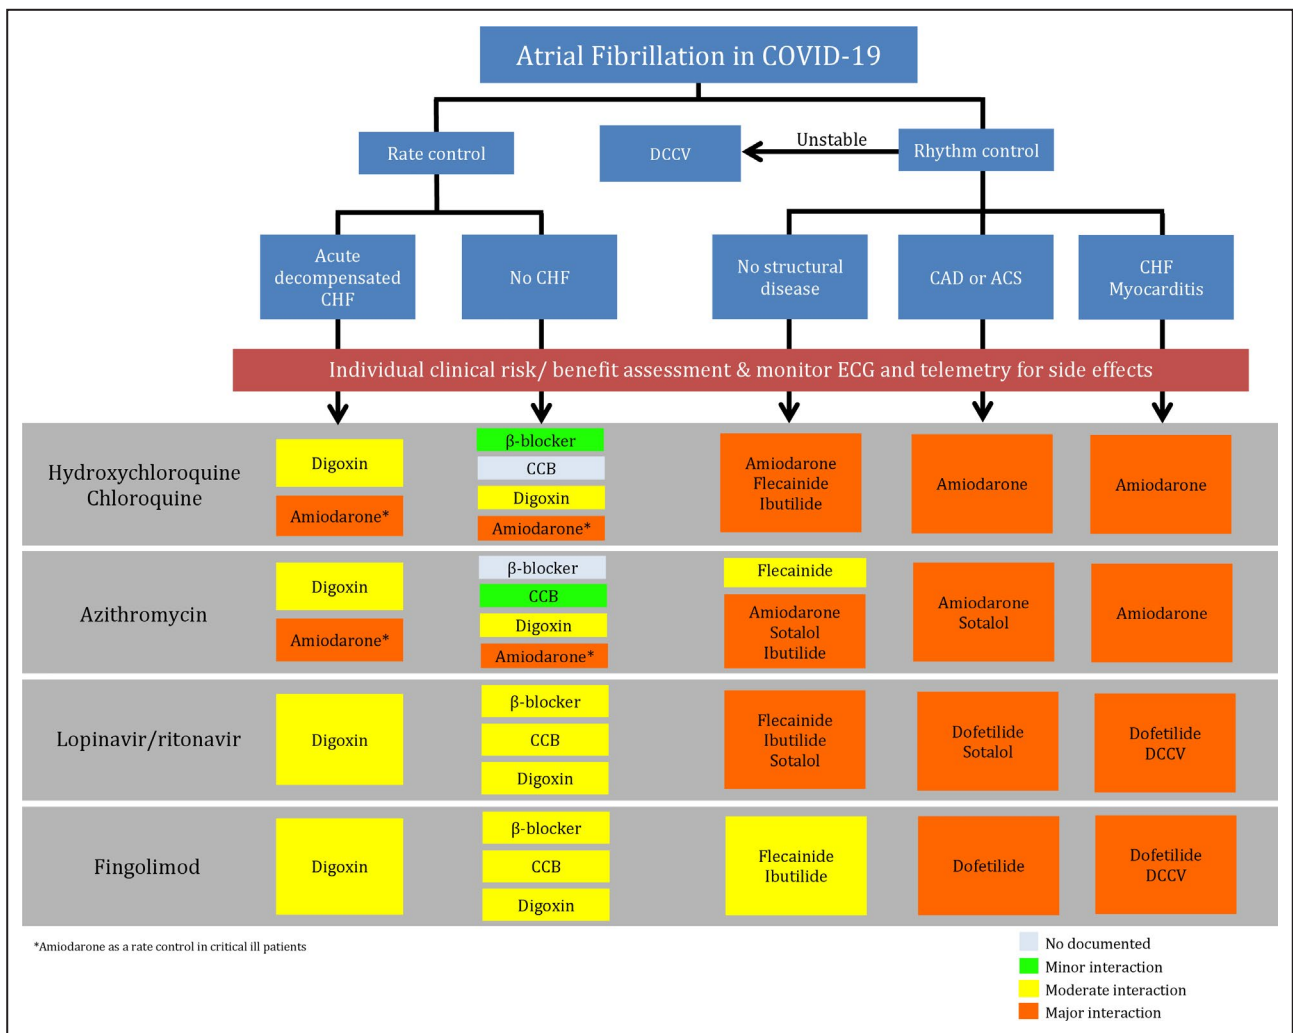 Atrial Fibrillation in COVID-19
Rate control
DCCV
Unstable
Rhythm control
Acute
decompensated
CHF
No CHF
No structural
disease
CAD or ACS
CHF
Myocarditis
Individual clinical risk/ benefit assessment & monitor ECG and telemetry for side effects
Hydroxychloroquine
Chloroquine
Digoxin
Amiodarone*
β-blocker
CCB
Digoxin
Amiodarone*
Amiodarone
Flecainide
Ibutilide
Amiodarone
Amiodarone
Azithromycin
Digoxin
Amiodarone*
β-blocker
CCB
Digoxin
Amiodarone*
Flecainide
Amiodarone
Sotalol
Ibutilide
Amiodarone
Sotalol
Amiodarone
Lopinavir/ritonavir
Digoxin
β-blocker
CCB
Digoxin
Flecainide
Ibutilide
Sotalol
Dofetilide
Sotalol
Dofetilide
DCCV
Fingolimod
Digoxin
β-blocker
CCB
Digoxin
Flecainide
Ibutilide
Dofetilide
Dofetilide
DCCV
*Amiodarone as a rate control in critical ill patients
No documented
Minor interaction
Moderate interaction
Major interaction